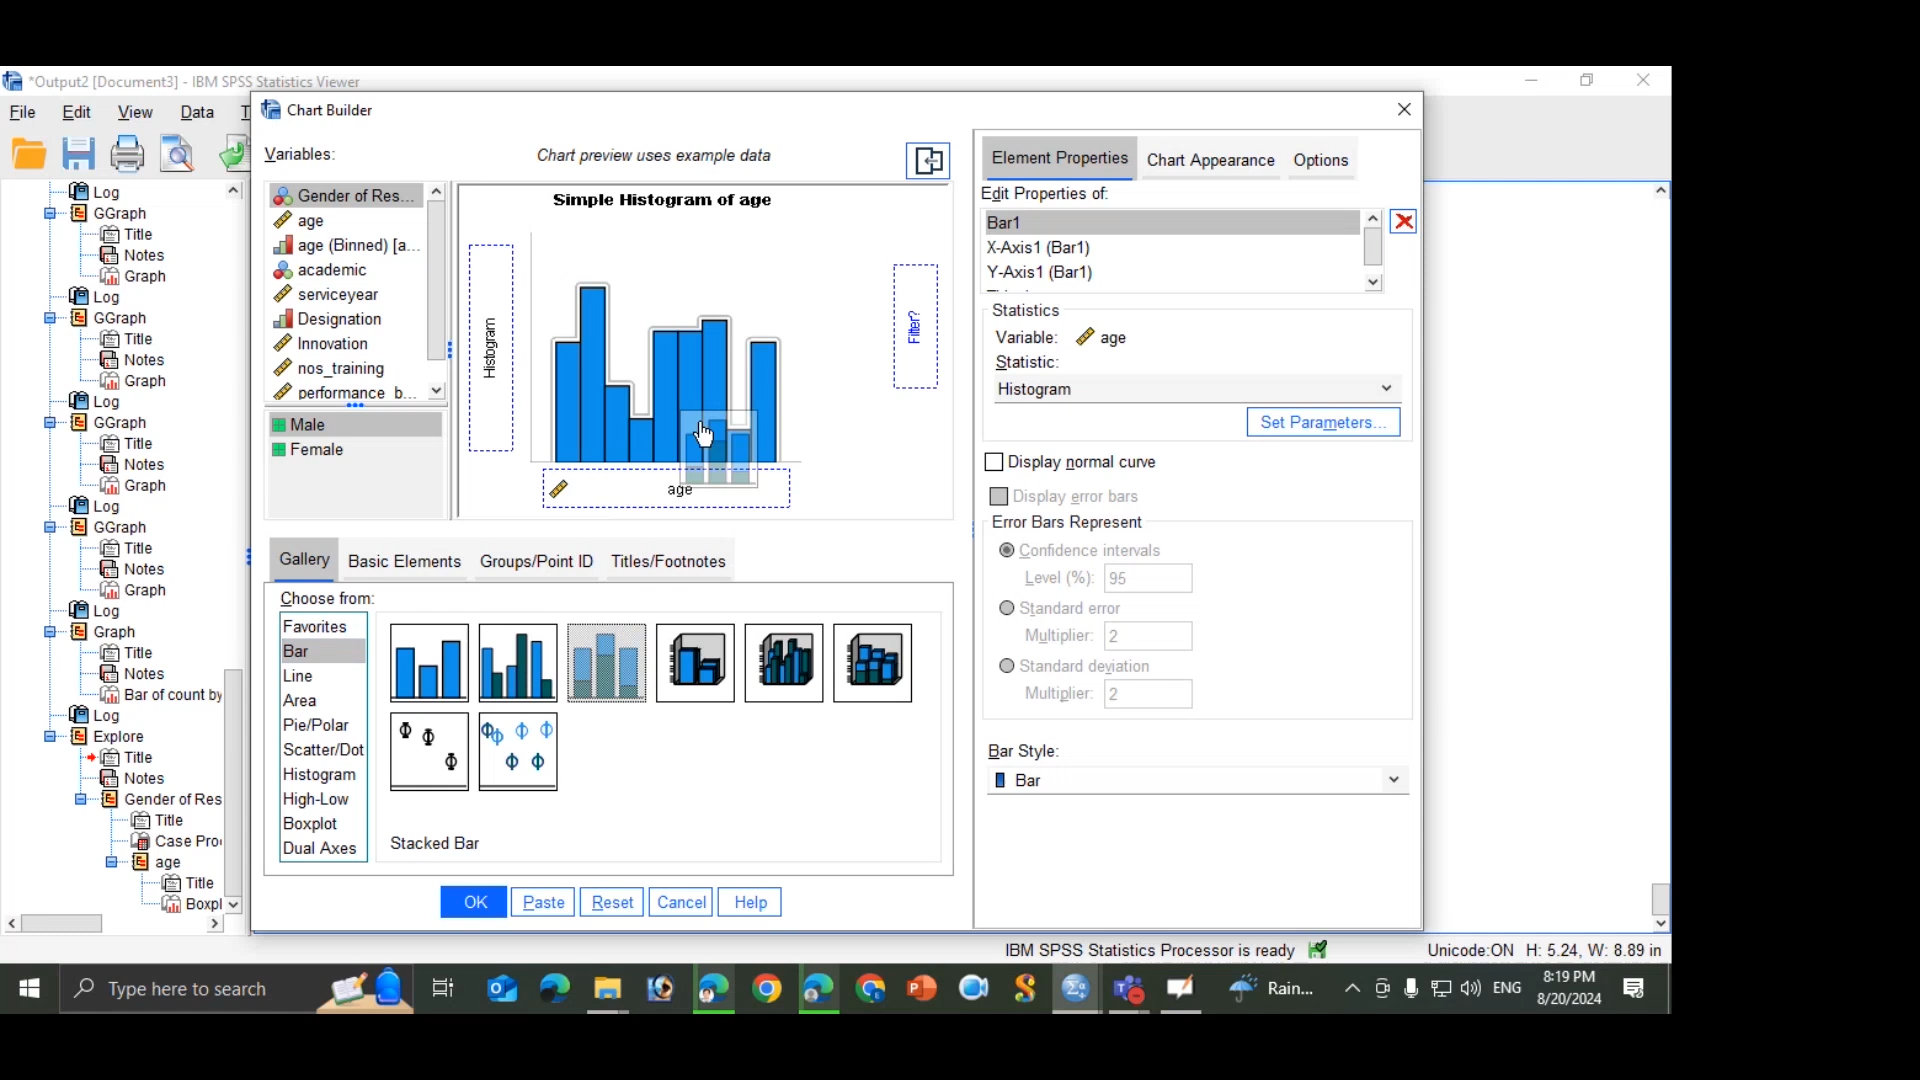 *Output2 [Document3] - IBM SPSS Statistics Viewer
File Edit View Data T
Log
GGraph
Title
Notes
Graph
Log
GGraph
Title
Notes
Graph
Log
GGraph
Title
Notes
Graph
Log
GGraph
Title
Notes
Graph
Log
Graph
Title
Notes
Bar of count by
Log
Explore
Title
Notes
Gender of Res
Title
Case Pro
age
Title
Boxpl
Chart Builder
Variables:
Chart preview uses example data
Gender of Res...
age
age (Binned) [a...
academic
serviceyear
Designation
Innovation
nos_training
performance_b...
Male
Female
Simple Histogram of age
Histogram
Filter?
age
Gallery Basic Elements Groups/Point ID Titles/Footnotes
Choose from:
Favorites
Bar
Line
Area
Pie/Polar
Scatter/Dot
Histogram
High-Low
Boxplot
Dual Axes
Stacked Bar
OK Paste Reset Cancel Help
Element Properties Chart Appearance Options
Edit Properties of:
Bar1
X-Axis1 (Bar1)
Y-Axis1 (Bar1)
Statistics
Variable: age
Statistic:
Histogram
Set Parameters...
Display normal curve
Display error bars
Error Bars Represent
Confidence intervals
Level (%): 95
Standard error
Multiplier: 2
Standard deviation
Multiplier: 2
Bar Style:
Bar
IBM SPSS Statistics Processor is ready Unicode:ON H: 5.24, W: 8.89 in
Type here to search Rain... ENG 8:19 PM
8/20/2024